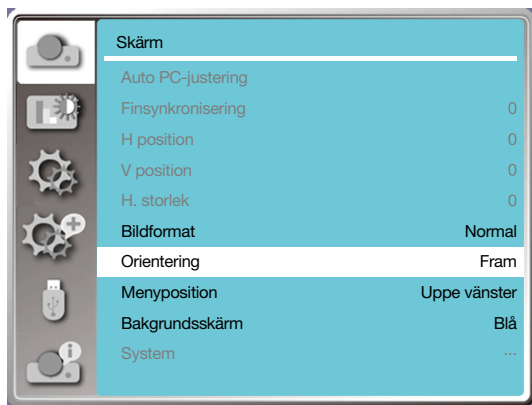 Skärm
Auto PC-justering
Finsynkronisering 0
H position 0
V position 0
H. storlek 0
Bildformat Normal
Orientering Fram
Menyposition Uppe vänster
Bakgrundsskärm Blå
System ...